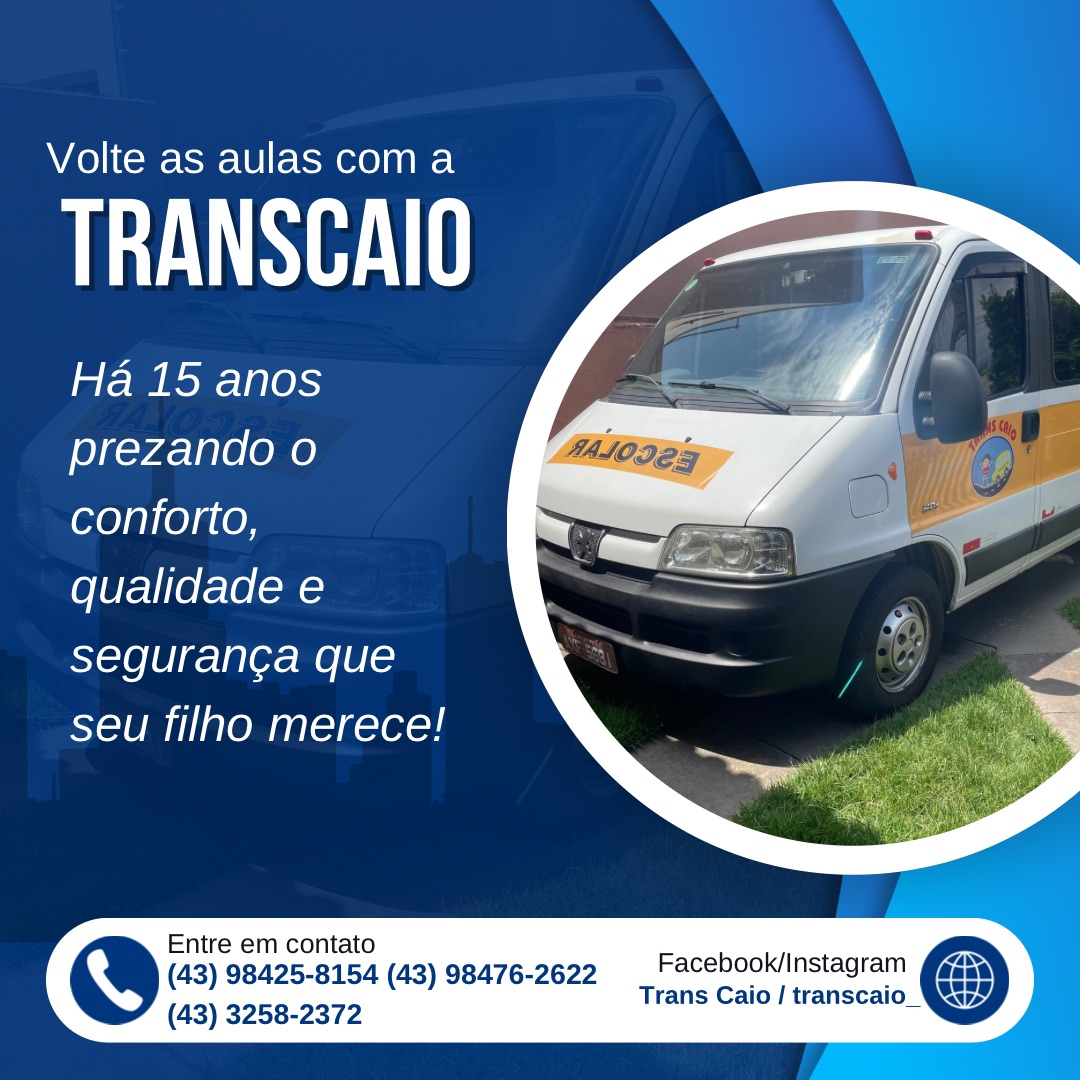 Volte as aulas com a
TRANSCAIO
Há 15 anos
prezando o
conforto,
qualidade e
segurança que
seu filho merece!
ESCOLAR
TRANS CAIO
Entre em contato
(43) 98425-8154 (43) 98476-2622
(43) 3258-2372
Facebook/Instagram
Trans Caio / transcaio_